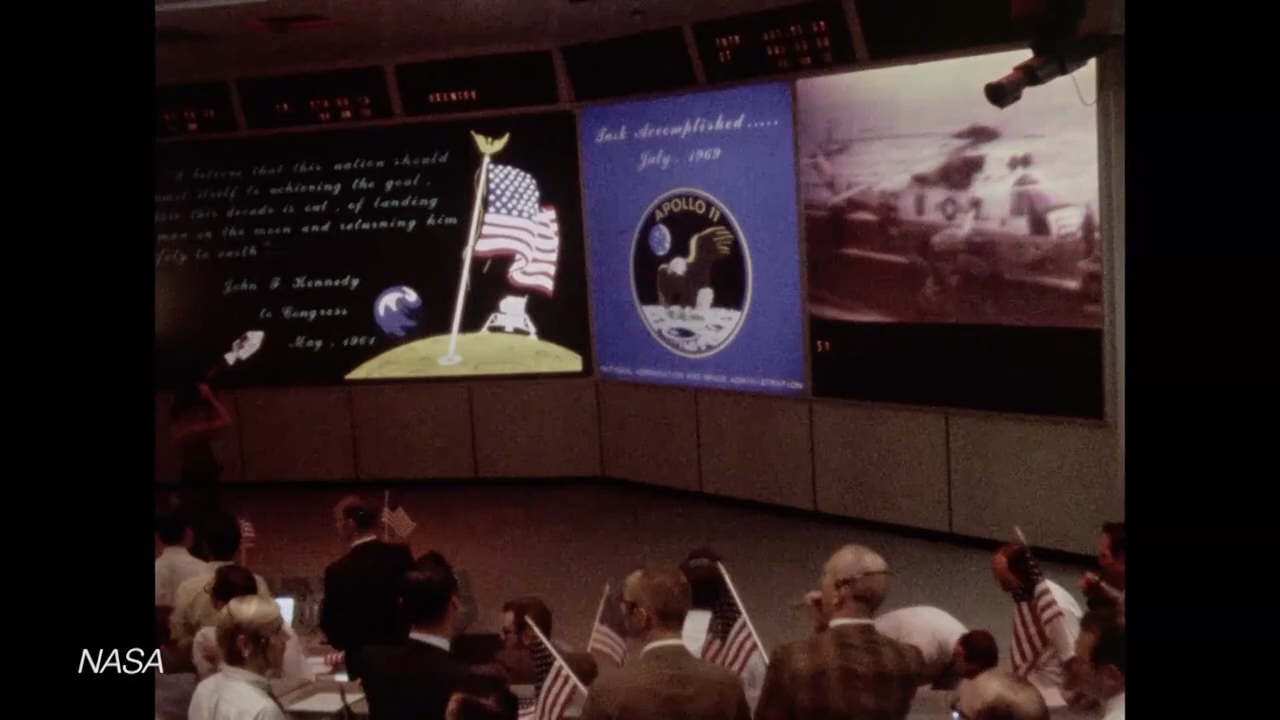 I believe that this nation should
itself to achieving the goal,
this decade is out, of landing
man on the moon and returning him
to earth"
John F. Kennedy
to Congress
May, 1961
Task Accomplished.....
July, 1969
APOLLO 11
NATIONAL AERONAUTICS AND SPACE ADMINISTRATION
NASA